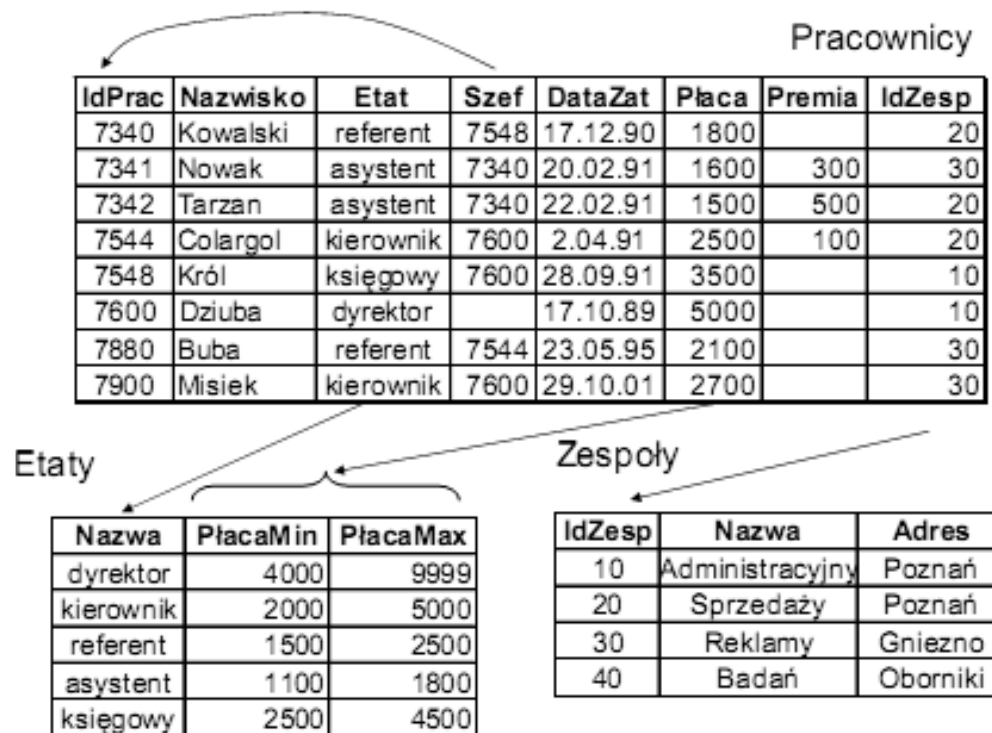 Pracownicy
IdPrac Nazwisko Etat Szef DataZat Płaca Premia IdZesp
7340 Kowalski referent 7548 17.12.90 1800 20
7341 Nowak asystent 7340 20.02.91 1600 300 30
7342 Tarzan asystent 7340 22.02.91 1500 500 20
7544 Colargol kierownik 7600 2.04.91 2500 100 20
7548 Król księgowy 7600 28.09.91 3500 10
7600 Dziuba dyrektor 17.10.89 5000 10
7880 Buba referent 7544 23.05.95 2100 30
7900 Misiek kierownik 7600 29.10.01 2700 30
Etaty
Nazwa PłacaMin PłacaMax
dyrektor 4000 9999
kierownik 2000 5000
referent 1500 2500
asystent 1100 1800
księgowy 2500 4500
Zespoły
IdZesp Nazwa Adres
10 Administracyjny Poznań
20 Sprzedaży Poznań
30 Reklamy Gniezno
40 Badań Oborniki